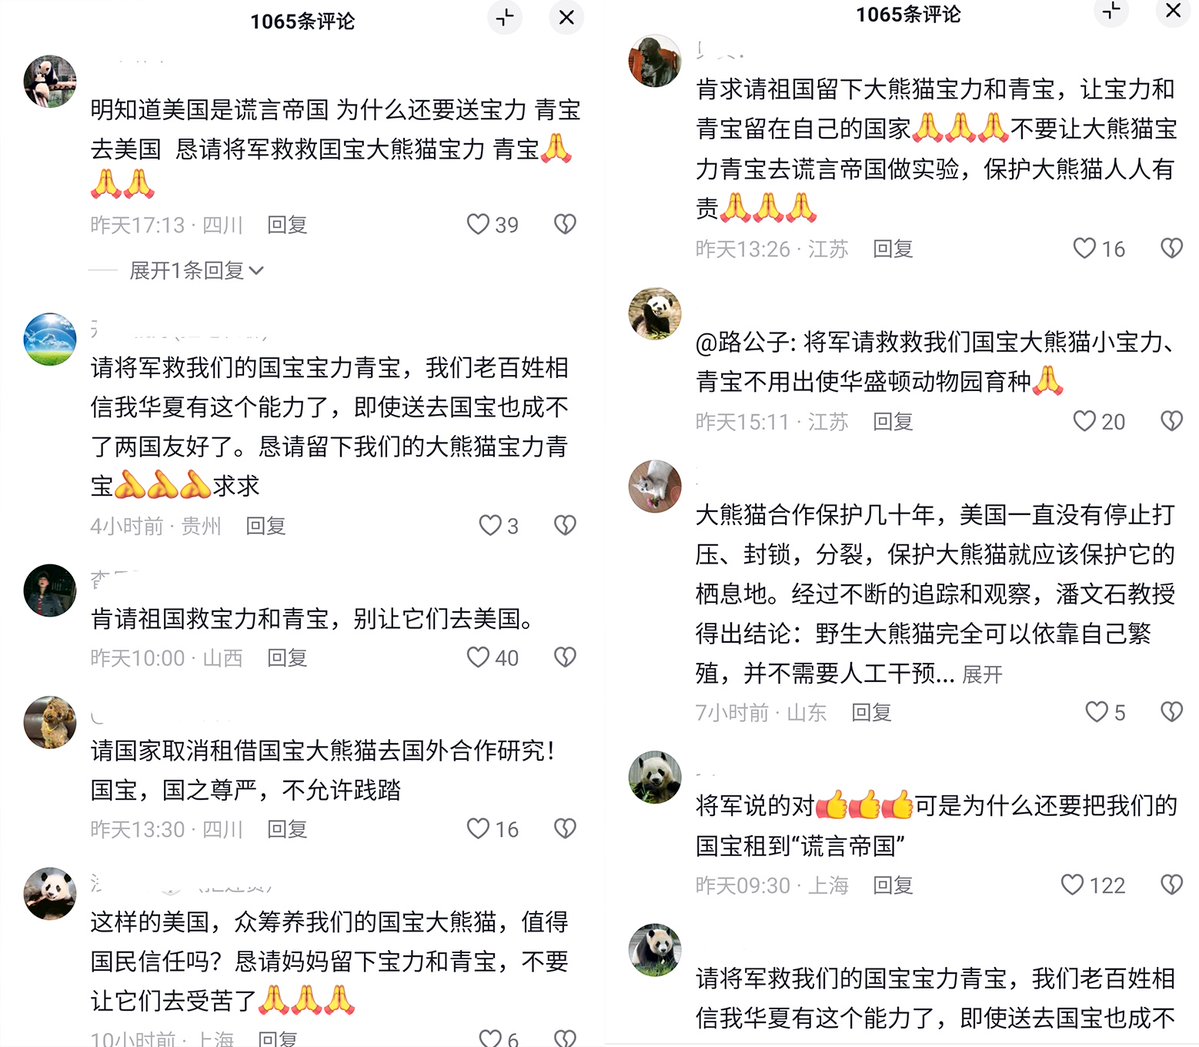 1065条评论
明知道美国是谎言帝国 为什么还要送宝力 青宝
去美国 恳请将军救救国宝大熊猫宝力 青宝🙏
🙏🙏
昨天17:13 · 四川 回复 39
展开1条回复
请将军救我们的国宝宝力青宝，我们老百姓相
信我华夏有这个能力了，即使送去国宝也成不
了两国友好了。恳请留下我们的大熊猫宝力青
宝🫴🫴🫴求求
4小时前 · 贵州 回复 3
肯请祖国救宝力和青宝，别让它们去美国。
昨天10:00 · 山西 回复 40
请国家取消租借国宝大熊猫去国外合作研究！
国宝，国之尊严，不允许践踏
昨天13:30 · 四川 回复 16
这样的美国，众筹养我们的国宝大熊猫，值得
国民信任吗？恳请妈妈留下宝力和青宝，不要
让它们去受苦了🙏🙏🙏
10小时前 · 上海 回复 6
1065条评论
肯求请祖国留下大熊猫宝力和青宝，让宝力和
青宝留在自己的国家🙏🙏🙏不要让大熊猫宝
力青宝去谎言帝国做实验，保护大熊猫人人有
责🙏🙏🙏
昨天13:26 · 江苏 回复 16
@路公子: 将军请救救我们国宝大熊猫小宝力、
青宝不用出使华盛顿动物园育种🙏
昨天15:11 · 江苏 回复 20
大熊猫合作保护几十年，美国一直没有停止打
压、封锁，分裂，保护大熊猫就应该保护它的
栖息地。经过不断的追踪和观察，潘文石教授
得出结论：野生大熊猫完全可以依靠自己繁
殖，并不需要人工干预... 展开
7小时前 · 山东 回复 5
将军说的对👍👍👍可是为什么还要把我们的
国宝租到“谎言帝国”
昨天09:30 · 上海 回复 122
请将军救我们的国宝宝力青宝，我们老百姓相
信我华夏有这个能力了，即使送去国宝也成不